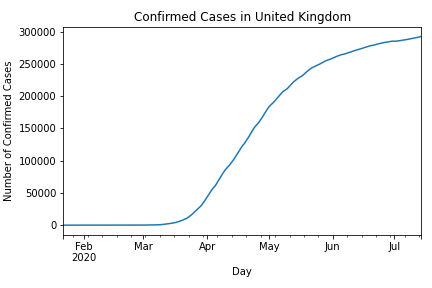 Confirmed Cases in United Kingdom
300000
250000
200000
150000
100000
50000
0
Number of Confirmed Cases
Feb
2020
Mar
Apr
May
Jun
Jul
Day